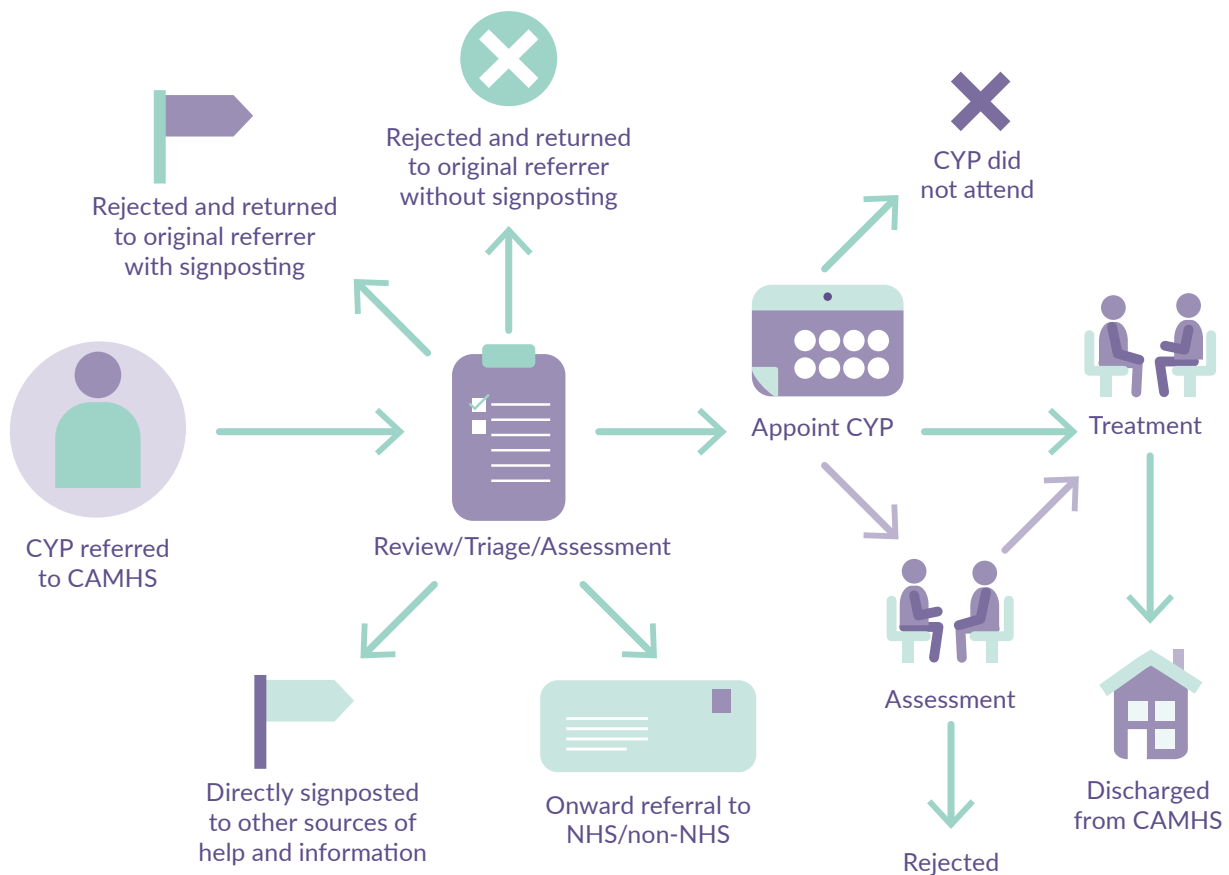 Rejected and returned
to original referrer
with signposting
Rejected and returned
to original referrer
without signposting
CYP did
not attend
CYP referred
to CAMHS
Review/Triage/Assessment
Appoint CYP
Treatment
Assessment
Directly signposted
to other sources of
help and information
Onward referral to
NHS/non-NHS
Rejected
Discharged
from CAMHS